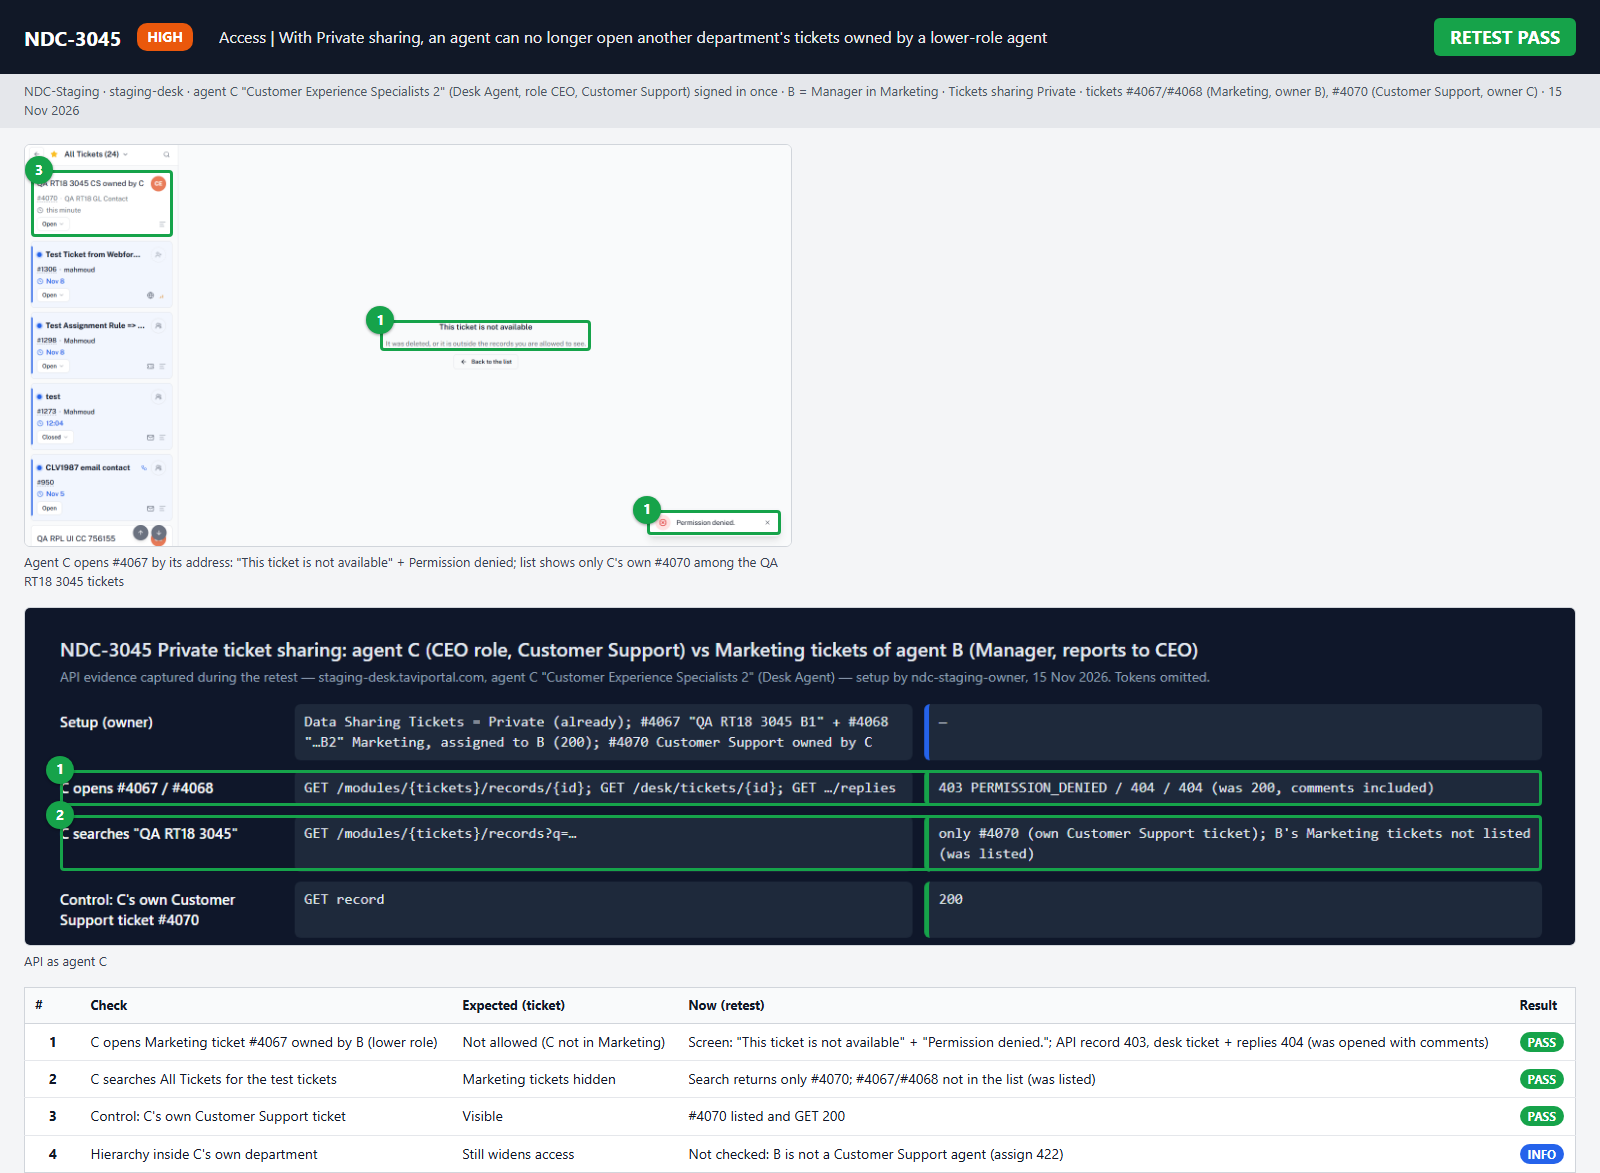 NDC-3045 HIGH Access | With Private sharing, an agent can no longer open another department's tickets owned by a lower-role agent RETEST PASS
NDC-Staging · staging-desk · agent C "Customer Experience Specialists 2" (Desk Agent, role CEO, Customer Support) signed in once · B = Manager in Marketing · Tickets sharing Private · tickets #4067/#4068 (Marketing, owner B), #4070 (Customer Support, owner C) · 15
Nov 2026
All Tickets (24)
3
QA RT18 3045 CS owned by C CE
#4070 · QA RT18 GL Contact
this minute
Open
Test Ticket from Webfor...
#1306 · mahmoud
Nov 8
Open
Test Assignment Rule => ...
#1298 · Mahmoud
Nov 8
Open
test
#1273 · Mahmoud
12:04
Closed
CLV1987 email contact
#950
Nov 5
Open
QA RPL UI CC 756155
1
This ticket is not available
It was deleted, or it is outside the records you are allowed to see.
Back to the list
1
Permission denied.
Agent C opens #4067 by its address: "This ticket is not available" + Permission denied; list shows only C's own #4070 among the QA
RT18 3045 tickets
NDC-3045 Private ticket sharing: agent C (CEO role, Customer Support) vs Marketing tickets of agent B (Manager, reports to CEO)
API evidence captured during the retest — staging-desk.taviportal.com, agent C "Customer Experience Specialists 2" (Desk Agent) — setup by ndc-staging-owner, 15 Nov 2026. Tokens omitted.
Setup (owner) Data Sharing Tickets = Private (already); #4067 "QA RT18 3045 B1" + #4068 —
"…B2" Marketing, assigned to B (200); #4070 Customer Support owned by C
1
C opens #4067 / #4068 GET /modules/{tickets}/records/{id}; GET /desk/tickets/{id}; GET …/replies 403 PERMISSION_DENIED / 404 / 404 (was 200, comments included)
2
C searches "QA RT18 3045" GET /modules/{tickets}/records?q=… only #4070 (own Customer Support ticket); B's Marketing tickets not listed
(was listed)
Control: C's own Customer GET record 200
Support ticket #4070
API as agent C
# Check Expected (ticket) Now (retest) Result
1 C opens Marketing ticket #4067 owned by B (lower role) Not allowed (C not in Marketing) Screen: "This ticket is not available" + "Permission denied."; API record 403, desk ticket + replies 404 (was opened with comments) PASS
2 C searches All Tickets for the test tickets Marketing tickets hidden Search returns only #4070; #4067/#4068 not in the list (was listed) PASS
3 Control: C's own Customer Support ticket Visible #4070 listed and GET 200 PASS
4 Hierarchy inside C's own department Still widens access Not checked: B is not a Customer Support agent (assign 422) INFO